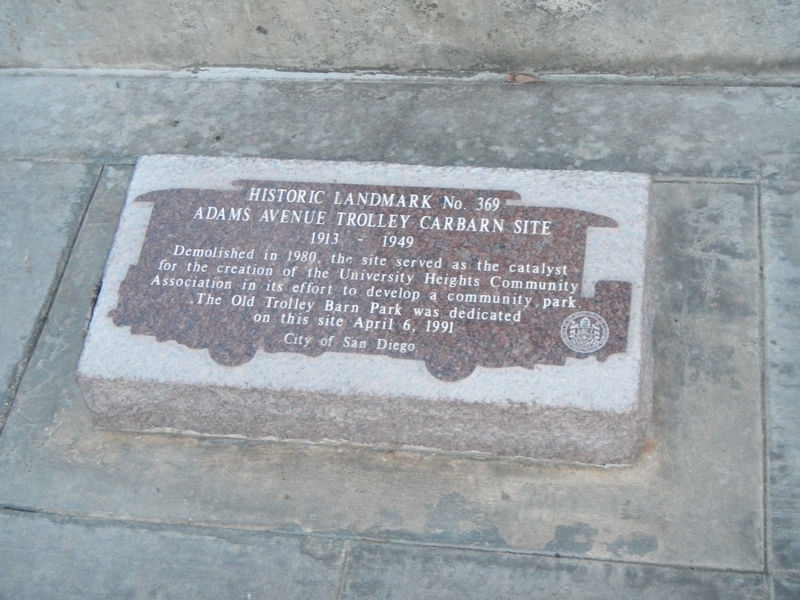 HISTORIC LANDMARK No. 369
ADAMS AVENUE TROLLEY CARBARN SITE
1913 - 1949
Demolished in 1980, the site served as the catalyst
for the creation of the University Heights Community
Association in its effort to develop a community park.
The Old Trolley Barn Park was dedicated
on this site April 6, 1991
City of San Diego